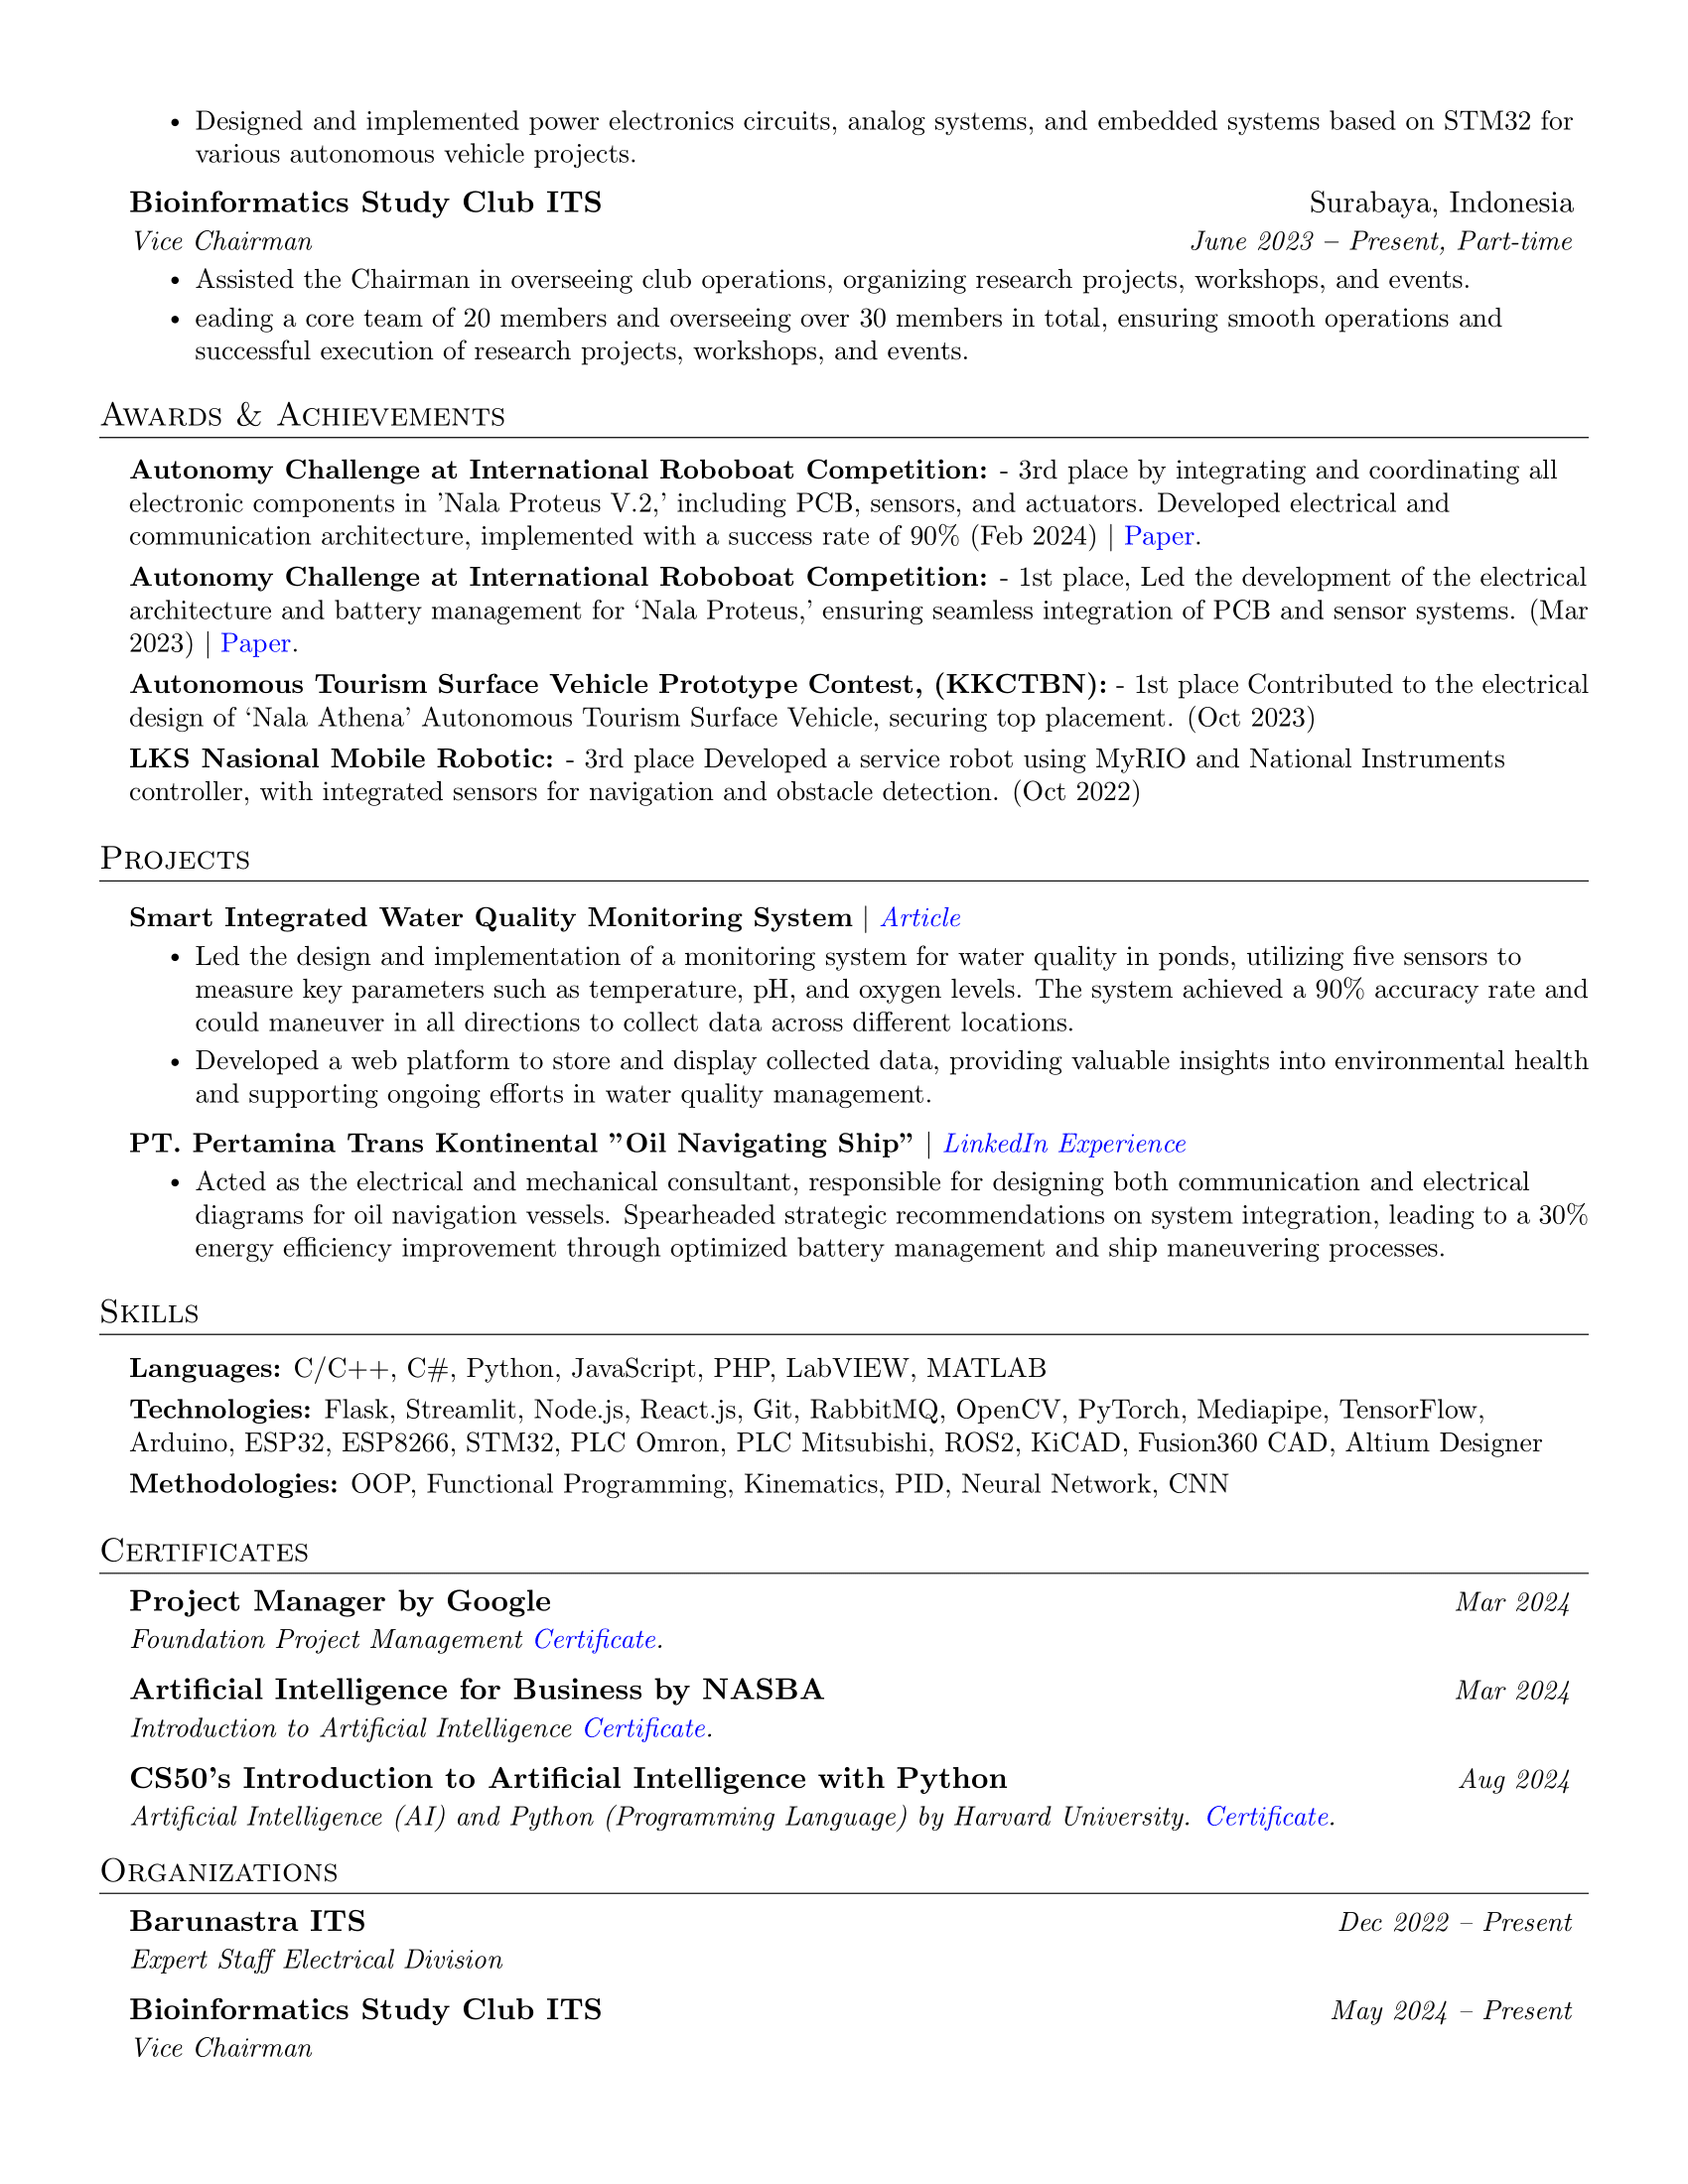 • Designed and implemented power electronics circuits, analog systems, and embedded systems based on STM32 for
various autonomous vehicle projects.
Bioinformatics Study Club ITS Surabaya, Indonesia
Vice Chairman June 2023 – Present, Part-time
• Assisted the Chairman in overseeing club operations, organizing research projects, workshops, and events.
• eading a core team of 20 members and overseeing over 30 members in total, ensuring smooth operations and
successful execution of research projects, workshops, and events.
Awards & Achievements
Autonomy Challenge at International Roboboat Competition: - 3rd place by integrating and coordinating all
electronic components in ’Nala Proteus V.2,’ including PCB, sensors, and actuators. Developed electrical and
communication architecture, implemented with a success rate of 90% (Feb 2024) | Paper.
Autonomy Challenge at International Roboboat Competition: - 1st place, Led the development of the electrical
architecture and battery management for ‘Nala Proteus,’ ensuring seamless integration of PCB and sensor systems. (Mar
2023) | Paper.
Autonomous Tourism Surface Vehicle Prototype Contest, (KKCTBN): - 1st place Contributed to the electrical
design of ‘Nala Athena’ Autonomous Tourism Surface Vehicle, securing top placement. (Oct 2023)
LKS Nasional Mobile Robotic: - 3rd place Developed a service robot using MyRIO and National Instruments
controller, with integrated sensors for navigation and obstacle detection. (Oct 2022)
Projects
Smart Integrated Water Quality Monitoring System | Article
• Led the design and implementation of a monitoring system for water quality in ponds, utilizing five sensors to
measure key parameters such as temperature, pH, and oxygen levels. The system achieved a 90% accuracy rate and
could maneuver in all directions to collect data across different locations.
• Developed a web platform to store and display collected data, providing valuable insights into environmental health
and supporting ongoing efforts in water quality management.
PT. Pertamina Trans Kontinental ”Oil Navigating Ship” | LinkedIn Experience
• Acted as the electrical and mechanical consultant, responsible for designing both communication and electrical
diagrams for oil navigation vessels. Spearheaded strategic recommendations on system integration, leading to a 30%
energy efficiency improvement through optimized battery management and ship maneuvering processes.
Skills
Languages: C/C++, C#, Python, JavaScript, PHP, LabVIEW, MATLAB
Technologies: Flask, Streamlit, Node.js, React.js, Git, RabbitMQ, OpenCV, PyTorch, Mediapipe, TensorFlow,
Arduino, ESP32, ESP8266, STM32, PLC Omron, PLC Mitsubishi, ROS2, KiCAD, Fusion360 CAD, Altium Designer
Methodologies: OOP, Functional Programming, Kinematics, PID, Neural Network, CNN
Certificates
Project Manager by Google Mar 2024
Foundation Project Management Certificate.
Artificial Intelligence for Business by NASBA Mar 2024
Introduction to Artificial Intelligence Certificate.
CS50’s Introduction to Artificial Intelligence with Python Aug 2024
Artificial Intelligence (AI) and Python (Programming Language) by Harvard University. Certificate.
Organizations
Barunastra ITS Dec 2022 – Present
Expert Staff Electrical Division
Bioinformatics Study Club ITS May 2024 – Present
Vice Chairman